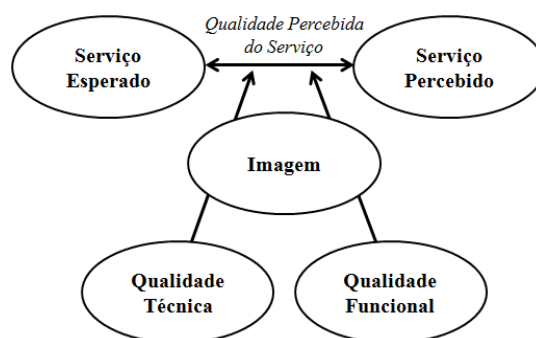 Qualidade Percebida
do Serviço
Serviço
Esperado
Serviço
Percebido
Imagem
Qualidade
Técnica
Qualidade
Funcional